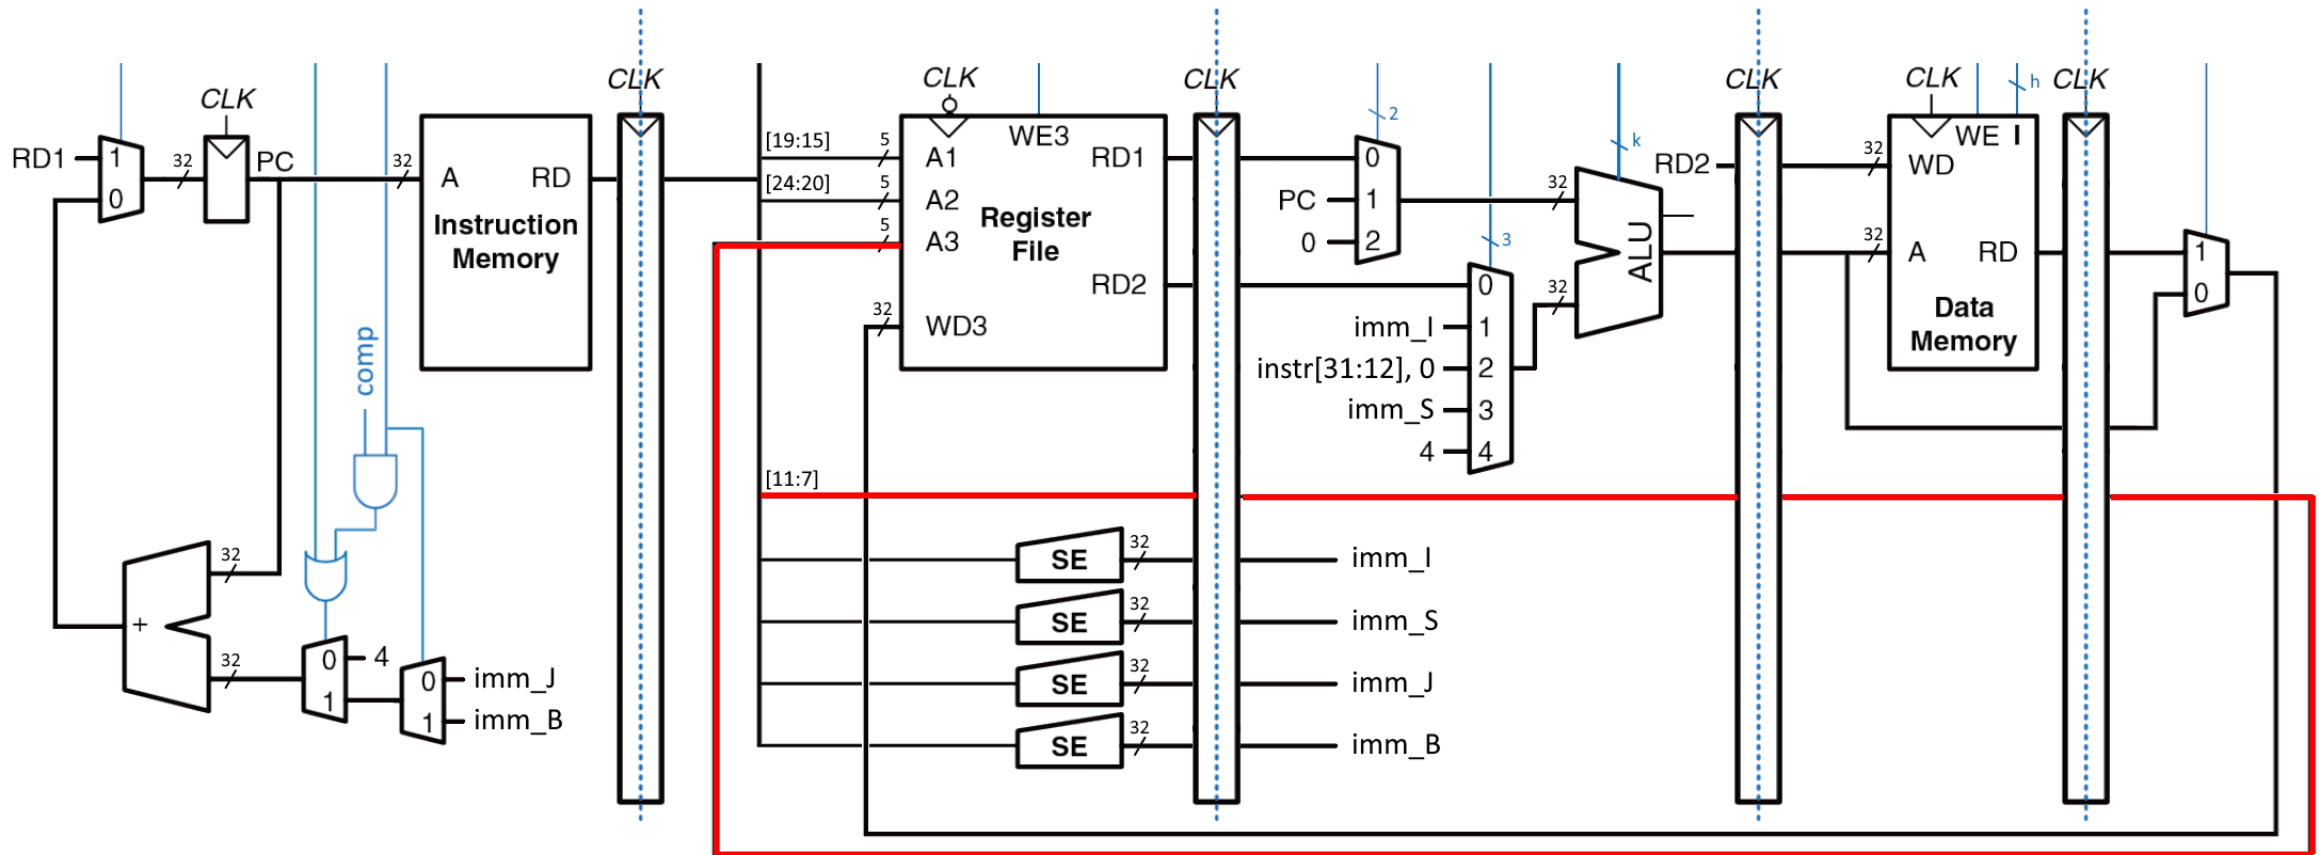 CLK
CLK
CLK
CLK
CLK
CLK
CLK
RD1
1
0
32
PC
32
A
RD
Instruction
Memory
[19:15]
[24:20]
5
5
5
A1
A2
A3
WE3
RD1
Register
File
RD2
32
WD3
2
0
PC
1
0
2
3
0
imm_I
1
instr[31:12], 0
2
imm_S
3
4
4
32
32
k
ALU
RD2
32
WD
WE
I
h
32
A
RD
Data
Memory
1
0
comp
[11:7]
32
+
32
0
4
1
0
imm_J
1
imm_B
SE
32
imm_I
SE
32
imm_S
SE
32
imm_J
SE
32
imm_B